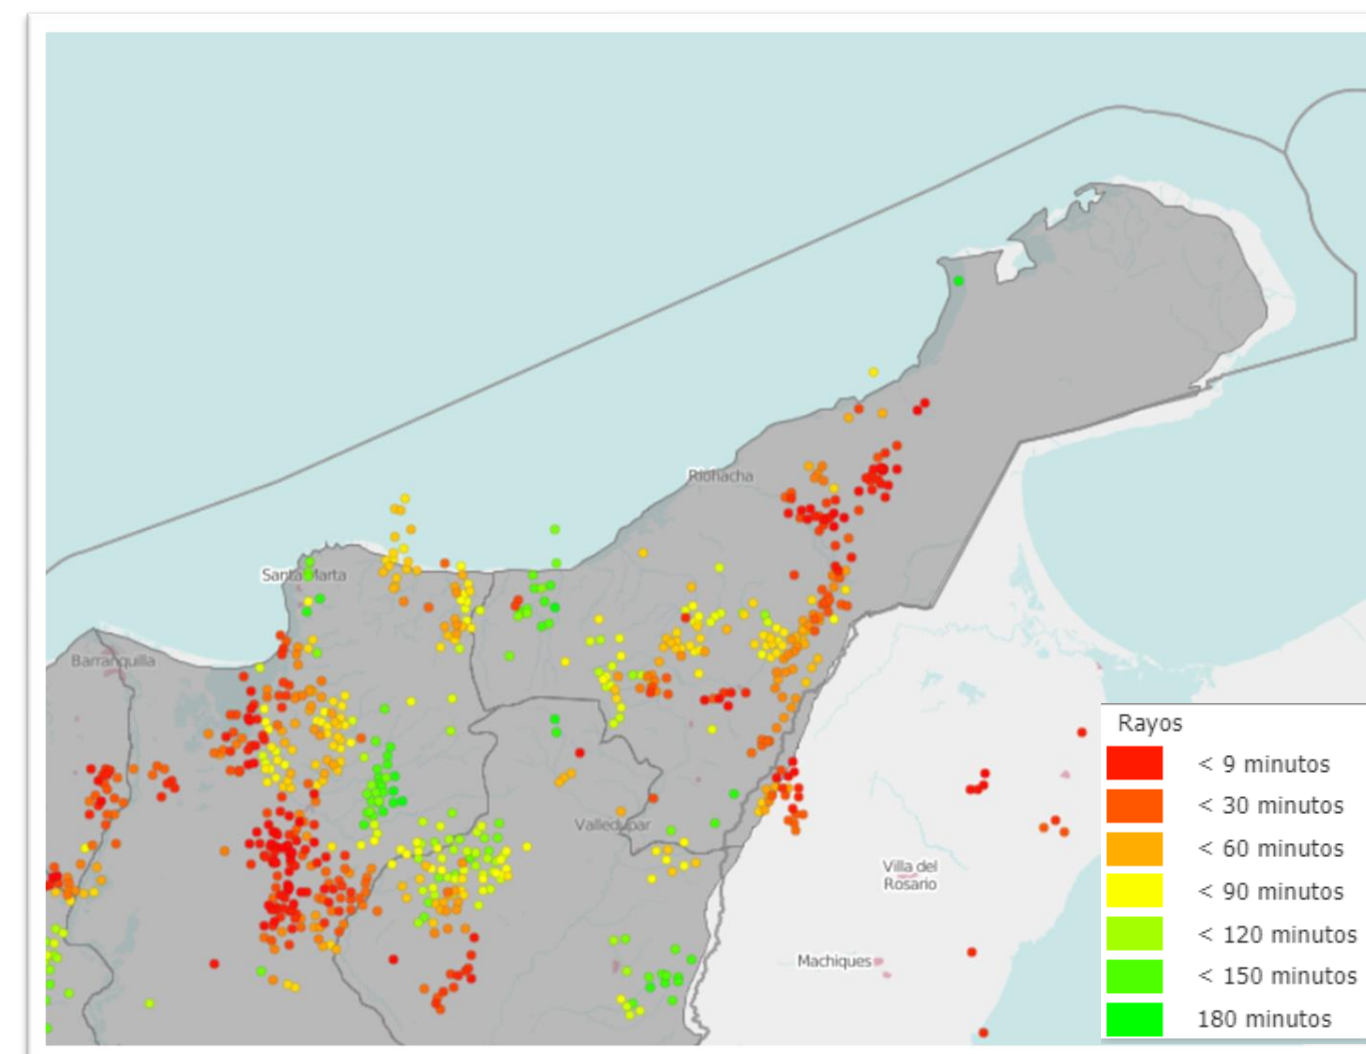 Riohacha
Santa Marta
Barranquilla
Rayos
< 9 minutos
< 30 minutos
Valledupar
< 60 minutos
Villa del
Rosario
< 90 minutos
< 120 minutos
Machiques
< 150 minutos
180 minutos